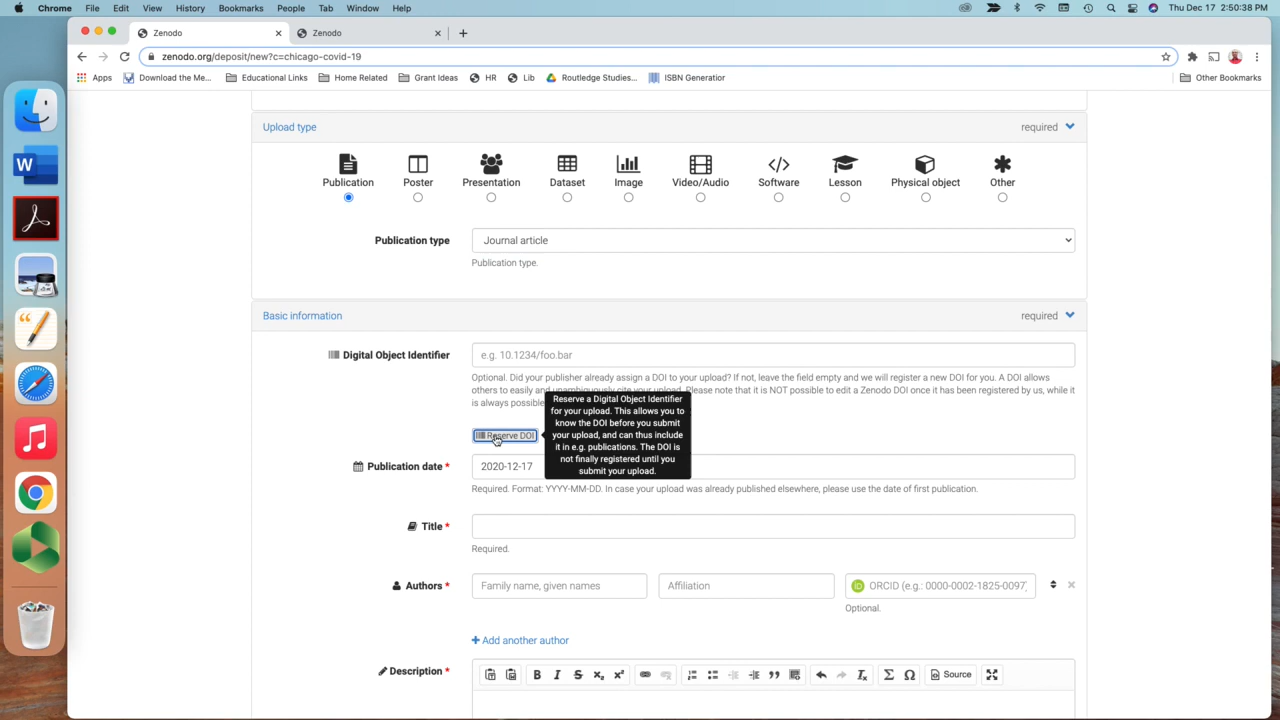 Chrome File Edit View History Bookmarks People Tab Window Help Thu Dec 17 2:50:38 PM
Zenodo Zenodo
zenodo.org/deposit/new?c=chicago-covid-19
Apps Download the Me... Educational Links Home Related Grant Ideas HR Lib Routledge Studies... ISBN Generatior Other Bookmarks
Upload type required
Publication Poster Presentation Dataset Image Video/Audio Software Lesson Physical object Other
Publication type Journal article
Publication type.
Basic information required
Digital Object Identifier e.g. 10.1234/foo.bar
Optional. Did your publisher already assign a DOI to your upload? If not, leave the field empty and we will register a new DOI for you. A DOI allows
others to easily and unambiguously cite your upload. Please note that it is NOT possible to edit a Zenodo DOI once it has been registered by us, while it
is always possible
Reserve DOI
Reserve a Digital Object Identifier
for your upload. This allows you to
know the DOI before you submit
your upload, and can thus include
it in e.g. publications. The DOI is
not finally registered until you
submit your upload.
Publication date * 2020-12-17
Required. Format: YYYY-MM-DD. In case your upload was already published elsewhere, please use the date of first publication.
Title *
Required.
Authors * Family name, given names Affiliation iD ORCID (e.g.: 0000-0002-1825-0097)
Optional.
+ Add another author
Description * B I S x₂ x² Σ Ω Source